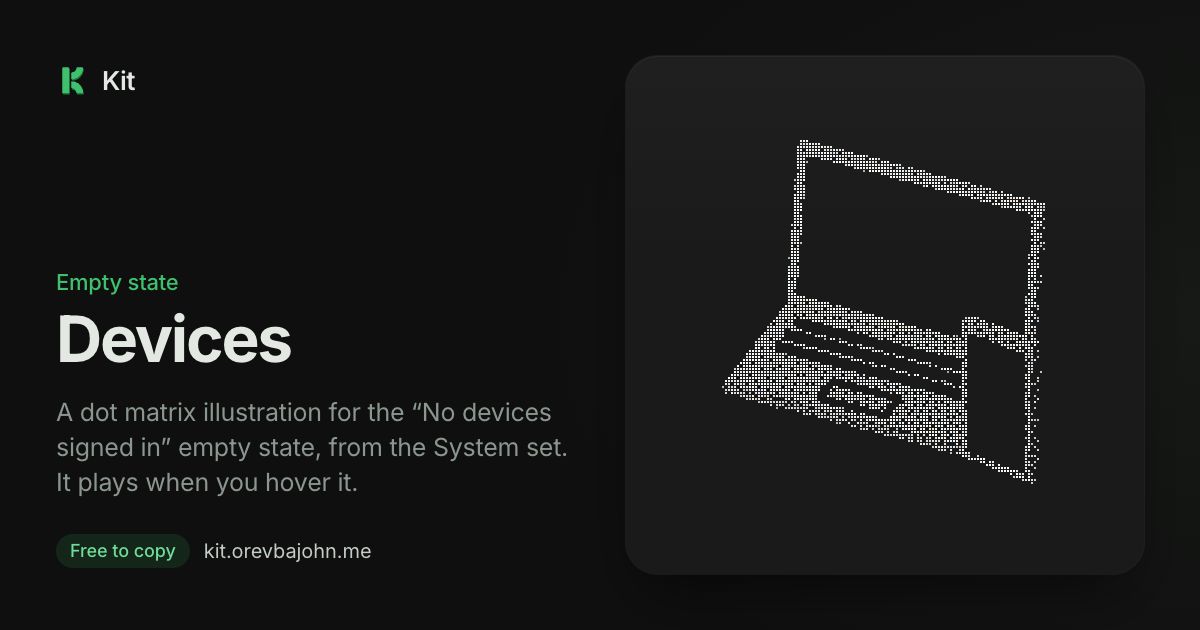 Kit
Empty state
Devices
A dot matrix illustration for the “No devices
signed in” empty state, from the System set.
It plays when you hover it.
Free to copy
kit.orevbajohn.me